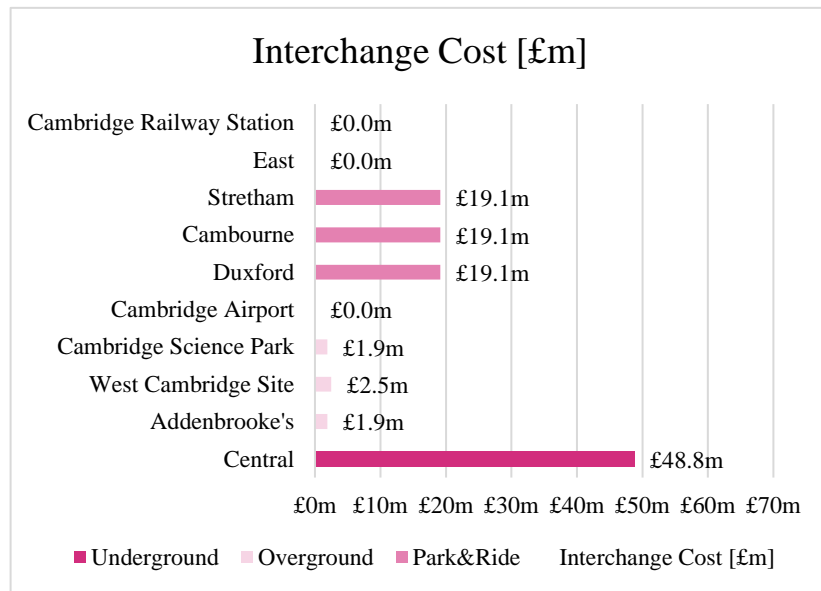 Interchange Cost [£m]
Cambridge Railway Station £0.0m
East £0.0m
Stretham £19.1m
Cambourne £19.1m
Duxford £19.1m
Cambridge Airport £0.0m
Cambridge Science Park £1.9m
West Cambridge Site £2.5m
Addenbrooke's £1.9m
Central £48.8m
£0m £10m £20m £30m £40m £50m £60m £70m
Underground Overground Park&Ride Interchange Cost [£m]